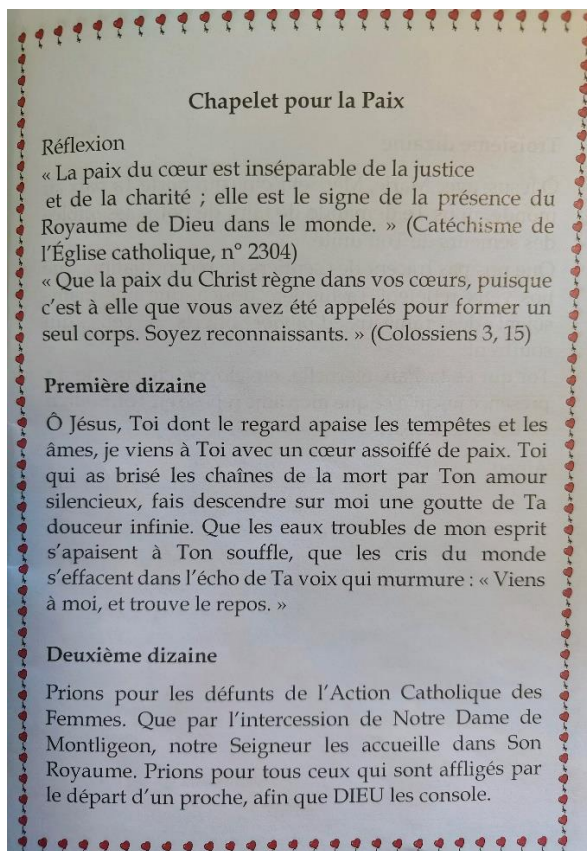 Chapelet pour la Paix
Réflexion
« La paix du cœur est inséparable de la justice
et de la charité ; elle est le signe de la présence du
Royaume de Dieu dans le monde. » (Catéchisme de
l’Église catholique, n° 2304)
« Que la paix du Christ règne dans vos cœurs, puisque
c’est à elle que vous avez été appelés pour former un
seul corps. Soyez reconnaissants. » (Colossiens 3, 15)
Première dizaine
Ô Jésus, Toi dont le regard apaise les tempêtes et les
âmes, je viens à Toi avec un cœur assoiffé de paix. Toi
qui as brisé les chaînes de la mort par Ton amour
silencieux, fais descendre sur moi une goutte de Ta
douceur infinie. Que les eaux troubles de mon esprit
s’apaisent à Ton souffle, que les cris du monde
s’effacent dans l’écho de Ta voix qui murmure : « Viens
à moi, et trouve le repos. »
Deuxième dizaine
Prions pour les défunts de l’Action Catholique des
Femmes. Que par l’intercession de Notre Dame de
Montligeon, notre Seigneur les accueille dans Son
Royaume. Prions pour tous ceux qui sont affligés par
le départ d’un proche, afin que DIEU les console.